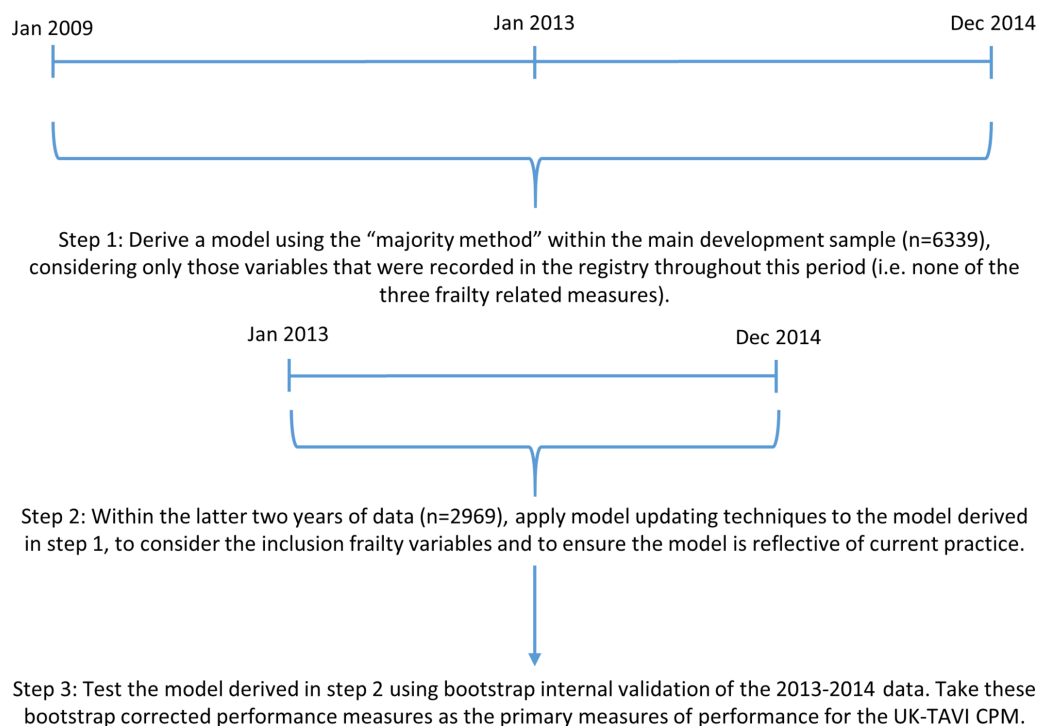 Jan 2009
Jan 2013
Dec 2014
Step 1: Derive a model using the “majority method” within the main development sample (n=6339),
considering only those variables that were recorded in the registry throughout this period (i.e. none of the
three frailty related measures).
Jan 2013
Dec 2014
Step 2: Within the latter two years of data (n=2969), apply model updating techniques to the model derived
in step 1, to consider the inclusion frailty variables and to ensure the model is reflective of current practice.
Step 3: Test the model derived in step 2 using bootstrap internal validation of the 2013-2014 data. Take these
bootstrap corrected performance measures as the primary measures of performance for the UK-TAVI CPM.